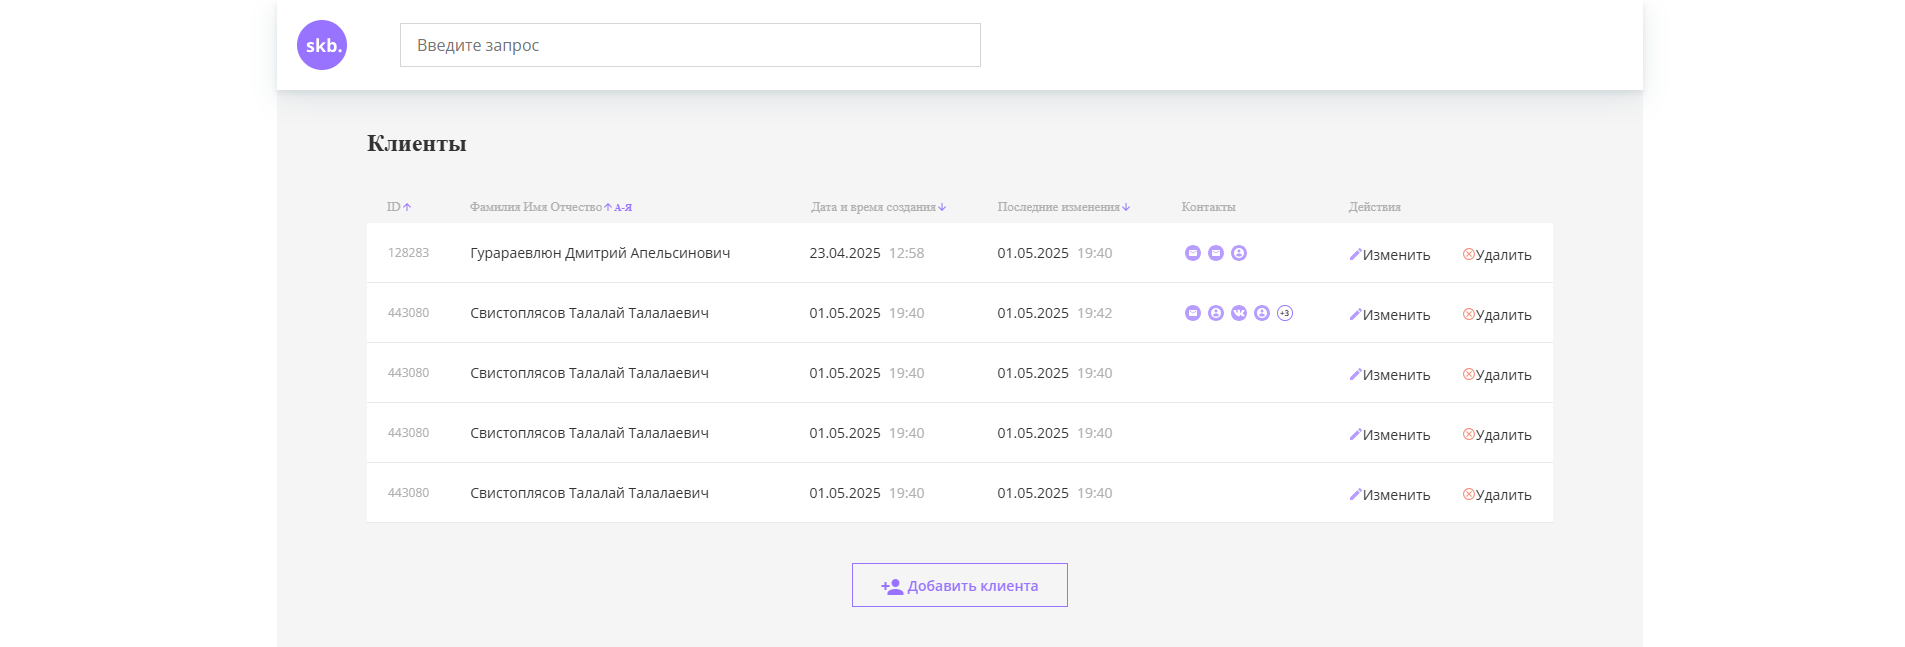 skb.
Введите запрос
Клиенты
ID Фамилия Имя Отчество А-Я Дата и время создания Последние изменения Контакты Действия
128283 Гурараевлюн Дмитрий Апельсинович 23.04.2025 12:58 01.05.2025 19:40 Изменить Удалить
443080 Свистоплясов Талалай Талалаевич 01.05.2025 19:40 01.05.2025 19:42 +3 Изменить Удалить
443080 Свистоплясов Талалай Талалаевич 01.05.2025 19:40 01.05.2025 19:40 Изменить Удалить
443080 Свистоплясов Талалай Талалаевич 01.05.2025 19:40 01.05.2025 19:40 Изменить Удалить
443080 Свистоплясов Талалай Талалаевич 01.05.2025 19:40 01.05.2025 19:40 Изменить Удалить
Добавить клиента